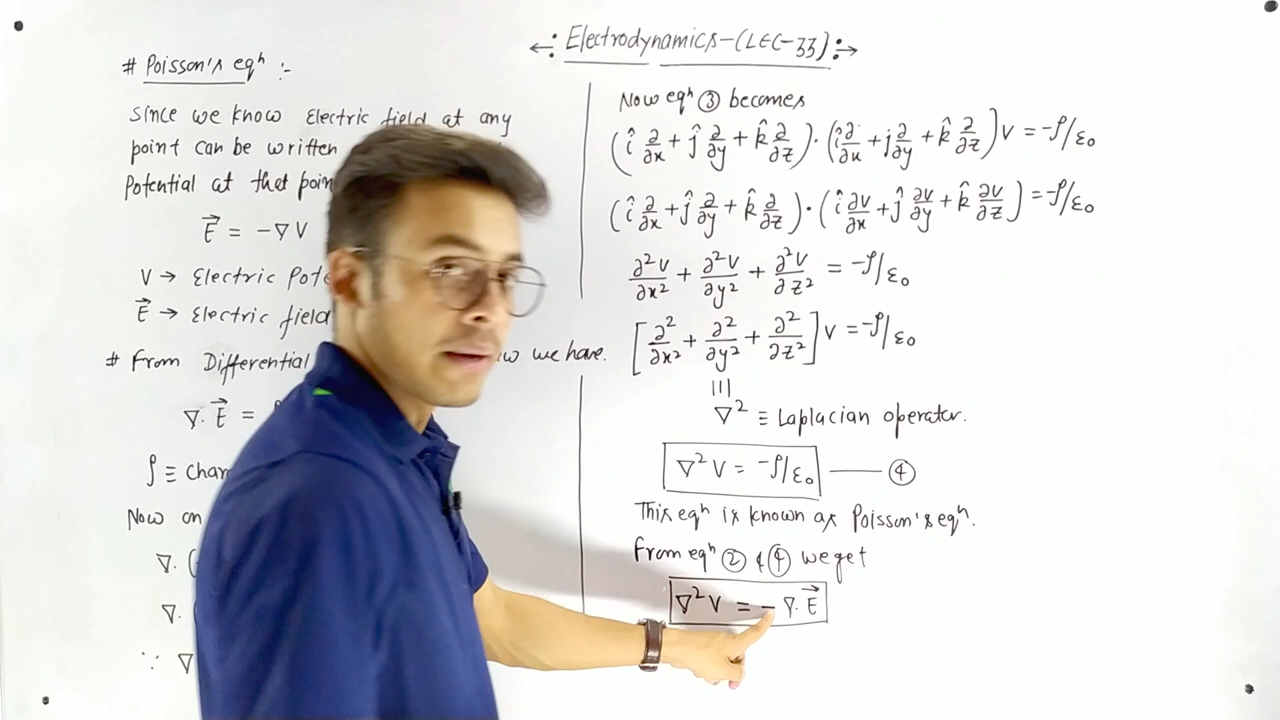 ←: Electrodynamics-(LEC-33):→
# Poisson's eqⁿ :-
Since we know Electric field at any
point can be written
Potential at that poin
E⃗ = -∇V
V → Electric Pote
E⃗ → Electric field
# From Differential we have.
∇. E⃗ =
ρ ≡ Char
Now on
∇. (
∇.
∵ ∇
Now eqⁿ ③ becomes
(î ∂/∂x + ĵ ∂/∂y + k̂ ∂/∂z) · (î ∂/∂x + j ∂/∂y + k̂ ∂/∂z) V = -ρ/ε₀
(î ∂/∂x + ĵ ∂/∂y + k̂ ∂/∂z) · (î ∂V/∂x + ĵ ∂V/∂y + k̂ ∂V/∂z) = -ρ/ε₀
∂²V/∂x² + ∂²V/∂y² + ∂²V/∂z² = -ρ/ε₀
[∂²/∂x² + ∂²/∂y² + ∂²/∂z²] V = -ρ/ε₀
|||
∇² ≡ Laplacian operator.
∇²V = -ρ/ε₀ —— ④
This eqⁿ is known as Poisson's eqⁿ.
From eqⁿ ② & ④ we get
∇²V = - ∇. E⃗